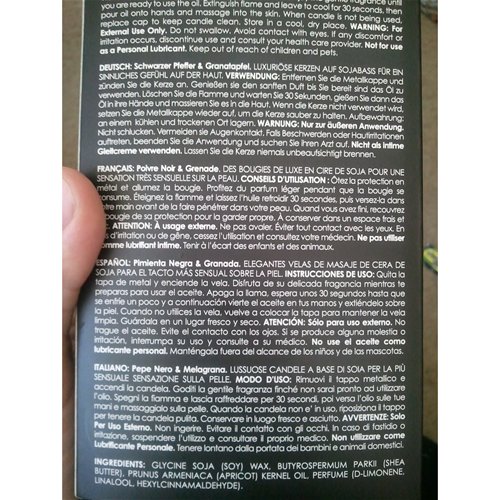 you are ready to use the oil. Extinguish flame and leave to cool for 30 seconds, then
pour oil onto hands and massage into the skin. When candle is not being used,
replace cap to keep candle clean. Store in a cool, dry place. WARNING: For
External Use Only. Do not swallow. Avoid contact with eyes. If any discomfort or
irritation occurs, discontinue use and consult your health care provider. Not for use
as a Personal Lubricant. Keep out of reach of children and pets.
DEUTSCH: Schwarzer Pfeffer & Granatapfel. LUXURIÖSE KERZEN AUF SOJABASIS FÜR EIN
SINNLICHES GEFÜHL AUF DER HAUT. VERWENDUNG: Entfernen Sie die Metallkappe und
zünden Sie die Kerze an. Genießen Sie den sanften Duft bis Sie bereit sind das Öl zu
verwenden. Löschen Sie die Flamme und warten Sie 30 Sekunden, gießen Sie dann das
Öl in ihre Hände und massieren Sie es in die Haut. Wenn die Kerze nicht verwendet wird,
setzen Sie die Metallkappe wieder auf, um die Kerze sauber zu halten. Aufbewahrung:
an einem kühlen und trockenen Ort lagern. WARNUNG: Nur zur äußeren Anwendung.
Nicht schlucken. Vermeiden sie Augenkontakt. Falls Beschwerden oder Hautirritationen
auftreten, beenden Sie die Anwendung und suchen Sie ihren Arzt auf. Nicht als intime
Gleitcreme verwenden. Lassen Sie die Kerze niemals unbeaufsichtigt brennen.
FRANÇAIS: Poivre Noir & Grenade. DES BOUGIES DE LUXE EN CIRE DE SOJA POUR UNE
SENSATION TRÈS SENSUELLE SUR LA PEAU. CONSEILS D'UTILISATION : Ôtez la protection en
métal et allumez la bougie. Profitez du parfum léger pendant que la bougie se
consume. Éteignez la flamme et laissez l'huile refroidir 30 secondes, puis versez-la dans
votre main avant de la faire pénétrer dans votre peau. Quand vous avez fini, recouvrez
la bougie de sa protection pour la garder propre. À conserver dans un espace frais et
sec. ATTENTION: À usage externe. Ne pas avaler. Éviter tout contact avec les yeux. En
cas d'irritation ou de gêne, cessez l'utilisation et consultez votre médecin. Ne pas utiliser
comme lubrifiant intime. Tenir à l'écart des enfants et des animaux.
ESPAÑOL: Pimienta Negra & Granada. ELEGANTES VELAS DE MASAJE DE CERA DE
SOJA PARA EL TACTO MÁS SENSUAL SOBRE LA PIEL. INSTRUCCIONES DE USO: Quita la
tapa de metal y enciende la vela. Disfruta de su delicada fragancia mientras te
preparas para usar el aceite. Apaga la llama, espera unos 30 segundos hasta que
se enfríe un poco y a continuación vierte el aceite en tus manos y extiéndelo sobre
la piel. Cuando no utilices la vela, vuelve a colocar la tapa para mantener la vela
limpia. Guárdala en un lugar fresco y seco. ATENCIÓN: Sólo para uso externo. No
tragar el aceite. Evite el contacto con los ojos. Si se produce alguna molestia o
irritación, interrumpa su uso y consulte a su médico. No use el aceite como
lubricante personal. Manténgala fuera del alcance de los niños y de las mascotas.
ITALIANO: Pepe Nero & Melagrana. LUSSUOSE CANDELE A BASE DI SOIA PER LA PIÙ
SENSUALE SENSAZIONE SULLA PELLE. MODO D'USO: Rimuovi il tappo metallico e
accendi la candela. Goditi la gentile fragranza finché non sarai pronto ad utilizzare
l'olio. Spegni la fiamma e lascia raffreddare per 30 secondi, poi versa l'olio sulle tue
mani e massaggialo sulla pelle. Quando la candela non e' in uso, riposiziona il tappo
per tenere la candela pulita. Conservare in luogo fresco e asciutto. AVVERTENZE: Solo
Per Uso Esterno. Non ingerire. Evitare il contatto con gli occhi. In caso di fastidio o
irritazione, sospendere l'utilizzo e consultare il proprio medico. Non utilizzare come
Lubrificante Personale. Tenere lontano dalla portata dei bambini e animali domestici.
INGREDIENTS: GLYCINE SOJA (SOY) WAX, BUTYROSPERMUM PARKII (SHEA
BUTTER), PRUNUS ARMENIACA (APRICOT) KERNEL OIL, PERFUME (D-LIMONENE,
LINALOOL, HEXYLCINNAMALDEHYDE).